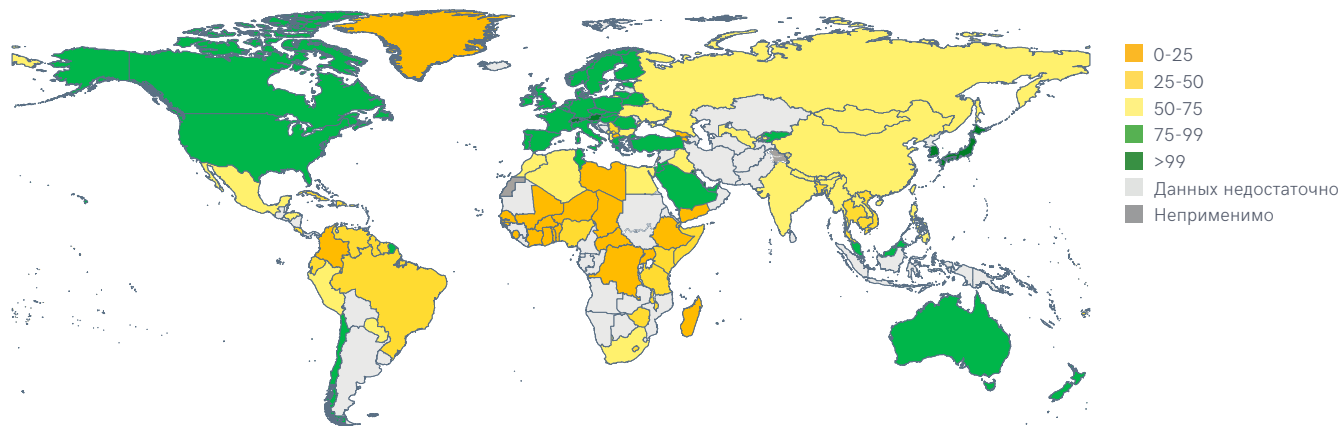 0-25
25-50
50-75
75-99
>99
Данных недостаточно
Неприменимо